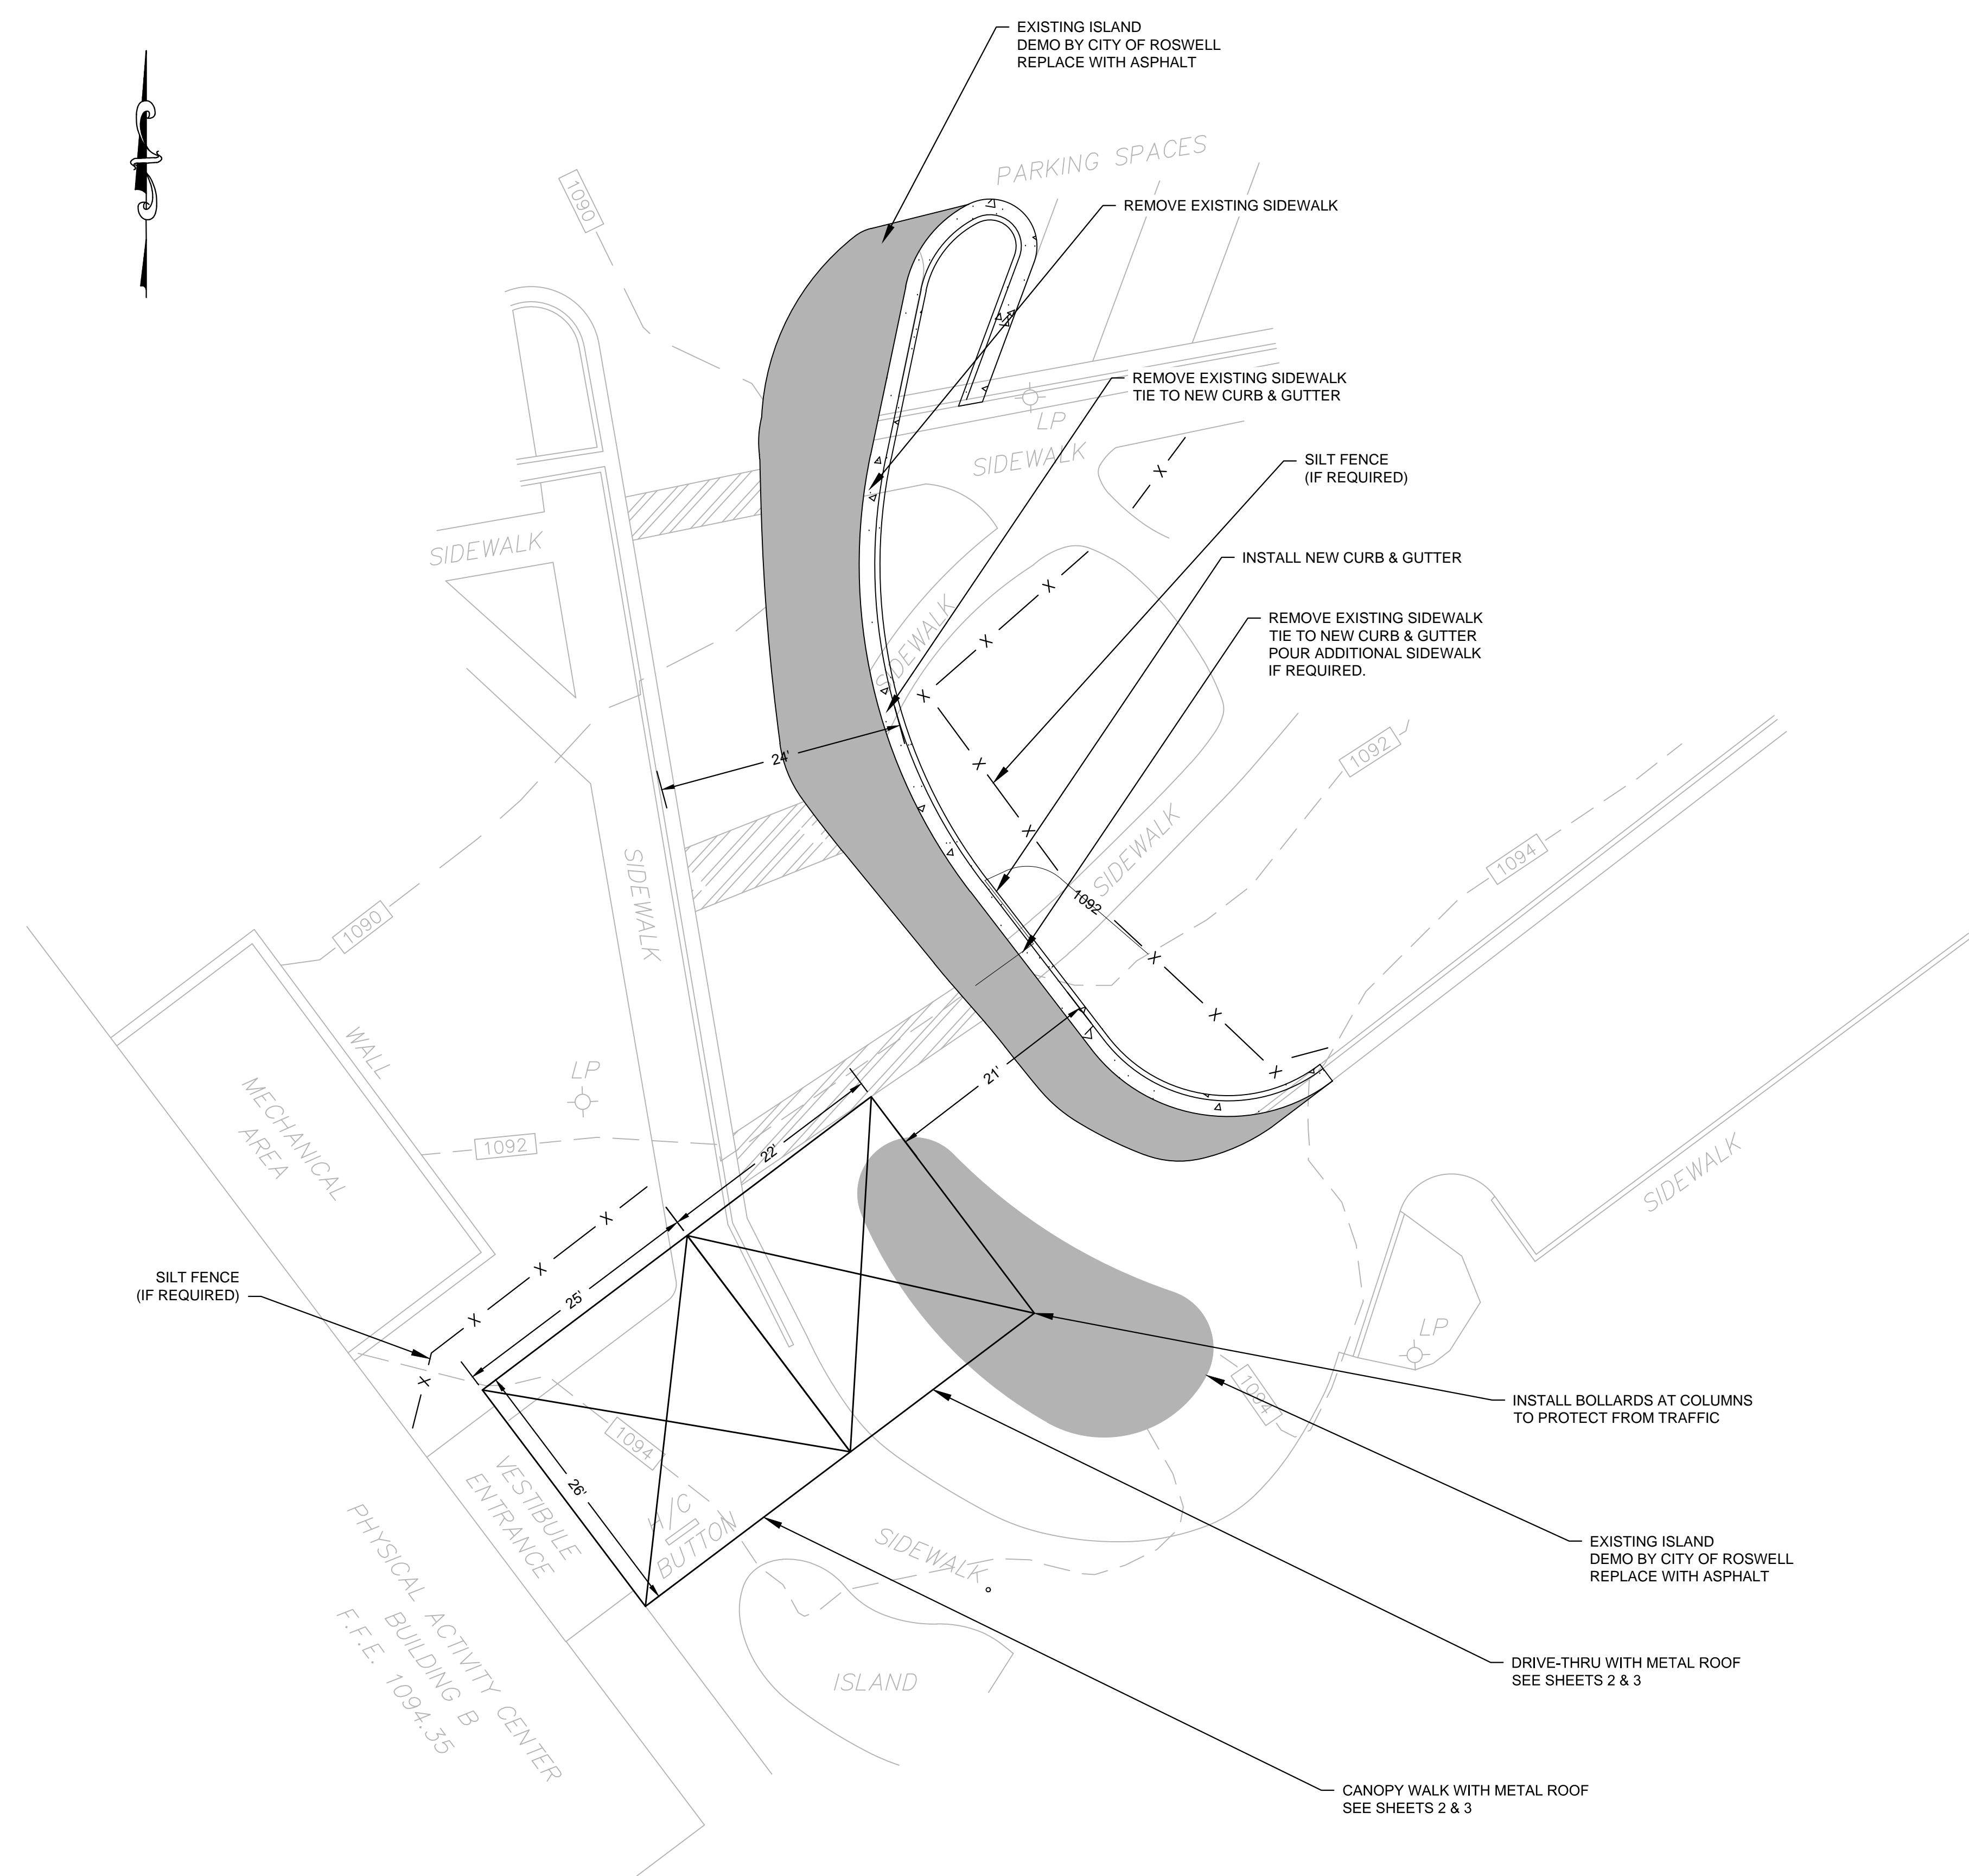 EXISTING ISLAND
DEMO BY CITY OF ROSWELL
REPLACE WITH ASPHALT
PARKING SPACES
1090
REMOVE EXISTING SIDEWALK
REMOVE EXISTING SIDEWALK
TIE TO NEW CURB & GUTTER
LP
SIDEWALK
SILT FENCE
(IF REQUIRED)
SIDEWALK
INSTALL NEW CURB & GUTTER
SIDEWALK
REMOVE EXISTING SIDEWALK
TIE TO NEW CURB & GUTTER
POUR ADDITIONAL SIDEWALK
IF REQUIRED.
X
X
X
X
X
X
X
X
X
24'
1092
SIDEWALK
SIDEWALK
1094
1092
1090
WALL
MECHANICAL
AREA
LP
21'
1092
22'
SIDEWALK
X
X
X
X
SILT FENCE
(IF REQUIRED)
25'
LP
1094
INSTALL BOLLARDS AT COLUMNS
TO PROTECT FROM TRAFFIC
1094
26'
VESTIBULE
ENTRANCE
H/C
BUTTON
SIDEWALK
EXISTING ISLAND
DEMO BY CITY OF ROSWELL
REPLACE WITH ASPHALT
PHYSICAL ACTIVITY CENTER
BUILDING B
F.F.E. 1094.35
ISLAND
DRIVE-THRU WITH METAL ROOF
SEE SHEETS 2 & 3
CANOPY WALK WITH METAL ROOF
SEE SHEETS 2 & 3